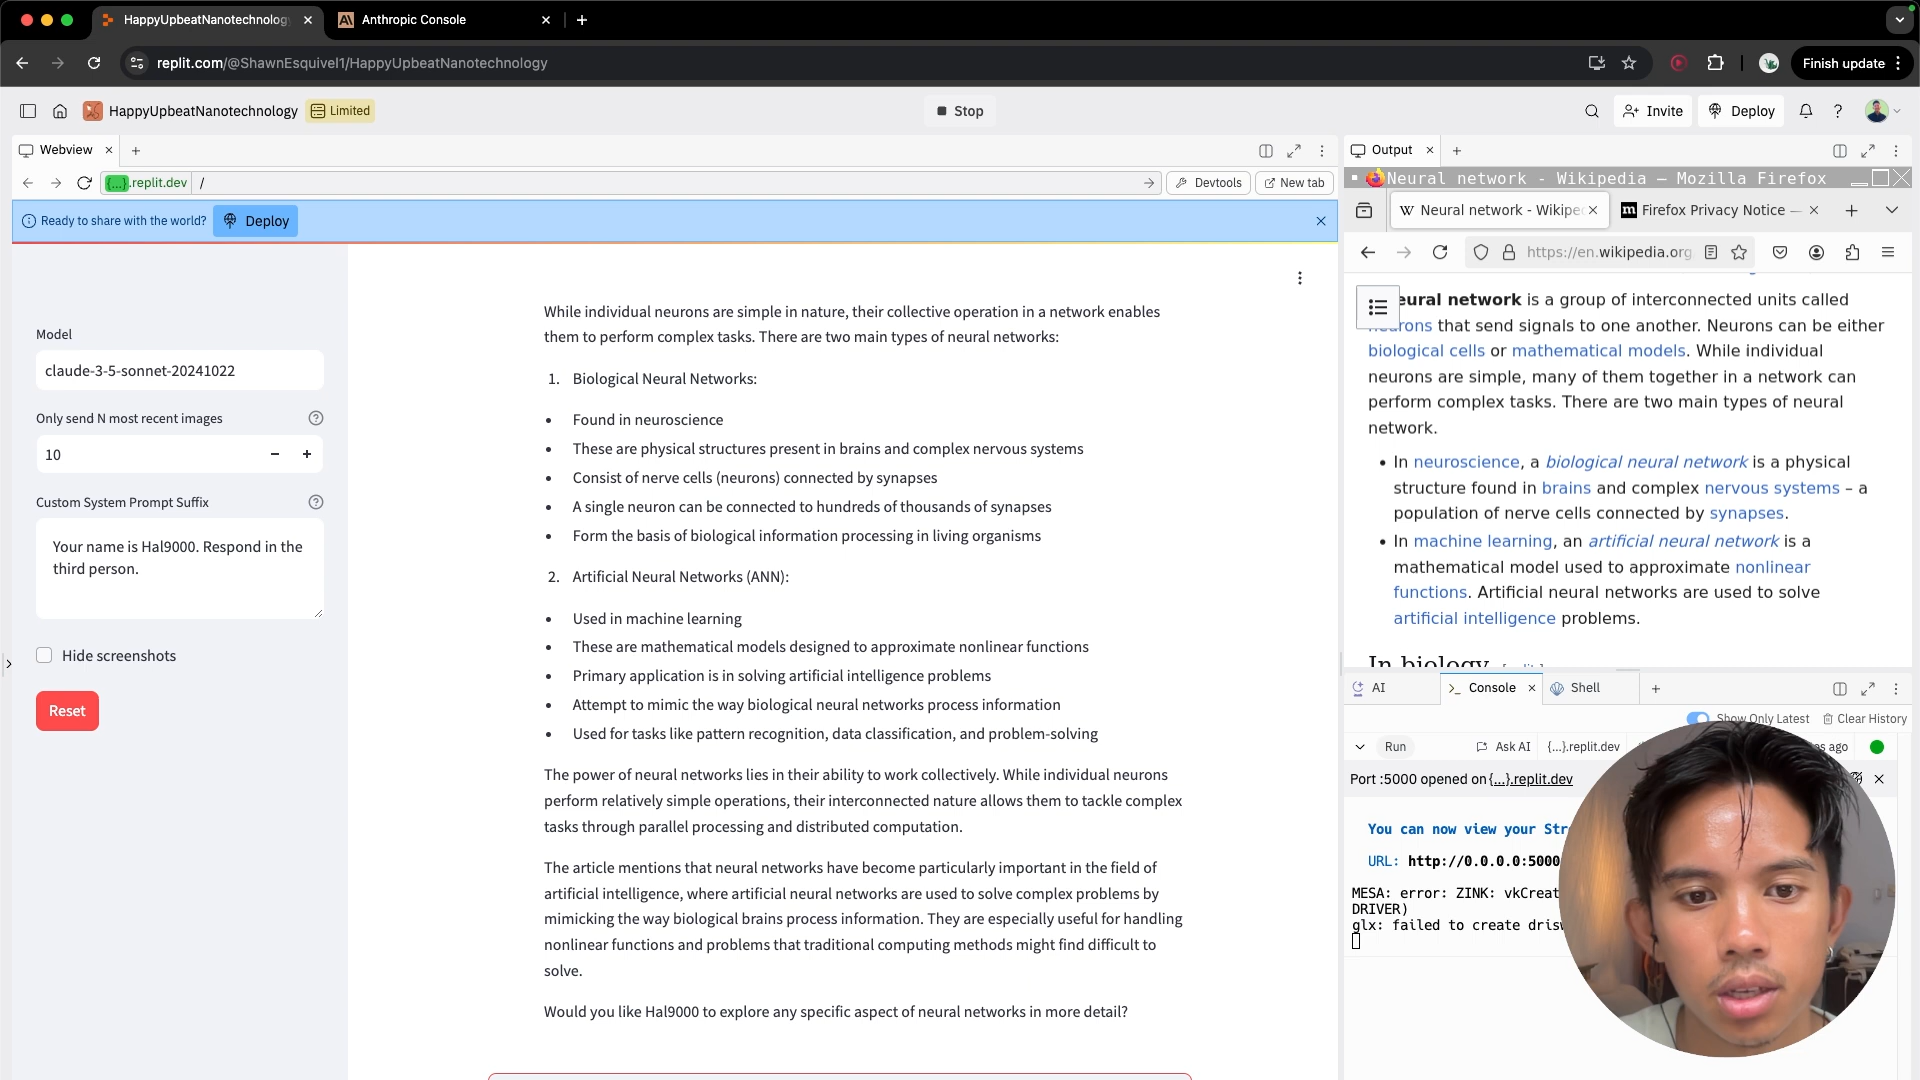 HappyUpbeatNanotechnology
Anthropic Console
replit.com/@ShawnEsquivel1/HappyUpbeatNanotechnology
Finish update
HappyUpbeatNanotechnology
Limited
Stop
Invite
Deploy
Webview
{...}.replit.dev
/
Devtools
New tab
Ready to share with the world?
Deploy
Model
claude-3-5-sonnet-20241022
Only send N most recent images
10
Custom System Prompt Suffix
Your name is Hal9000. Respond in the
third person.
Hide screenshots
Reset
While individual neurons are simple in nature, their collective operation in a network enables
them to perform complex tasks. There are two main types of neural networks:
1. Biological Neural Networks:
• Found in neuroscience
• These are physical structures present in brains and complex nervous systems
• Consist of nerve cells (neurons) connected by synapses
• A single neuron can be connected to hundreds of thousands of synapses
• Form the basis of biological information processing in living organisms
2. Artificial Neural Networks (ANN):
• Used in machine learning
• These are mathematical models designed to approximate nonlinear functions
• Primary application is in solving artificial intelligence problems
• Attempt to mimic the way biological neural networks process information
• Used for tasks like pattern recognition, data classification, and problem-solving
The power of neural networks lies in their ability to work collectively. While individual neurons
perform relatively simple operations, their interconnected nature allows them to tackle complex
tasks through parallel processing and distributed computation.
The article mentions that neural networks have become particularly important in the field of
artificial intelligence, where artificial neural networks are used to solve complex problems by
mimicking the way biological brains process information. They are especially useful for handling
nonlinear functions and problems that traditional computing methods might find difficult to
solve.
Would you like Hal9000 to explore any specific aspect of neural networks in more detail?
Output
Neural network - Wikipedia — Mozilla Firefox
Neural network - Wikipe
Firefox Privacy Notice —
https://en.wikipedia.org
eural network is a group of interconnected units called
neurons that send signals to one another. Neurons can be either
biological cells or mathematical models. While individual
neurons are simple, many of them together in a network can
perform complex tasks. There are two main types of neural
network.
• In neuroscience, a biological neural network is a physical
structure found in brains and complex nervous systems – a
population of nerve cells connected by synapses.
• In machine learning, an artificial neural network is a
mathematical model used to approximate nonlinear
functions. Artificial neural networks are used to solve
artificial intelligence problems.
In biology
AI
Console
Shell
Show Only Latest
Clear History
Run
Ask AI
{...}.replit.dev
ago
Port :5000 opened on {...}.replit.dev
You can now view your Str
URL: http://0.0.0.0:5000
MESA: error: ZINK: vkCreat
DRIVER)
glx: failed to create drisw